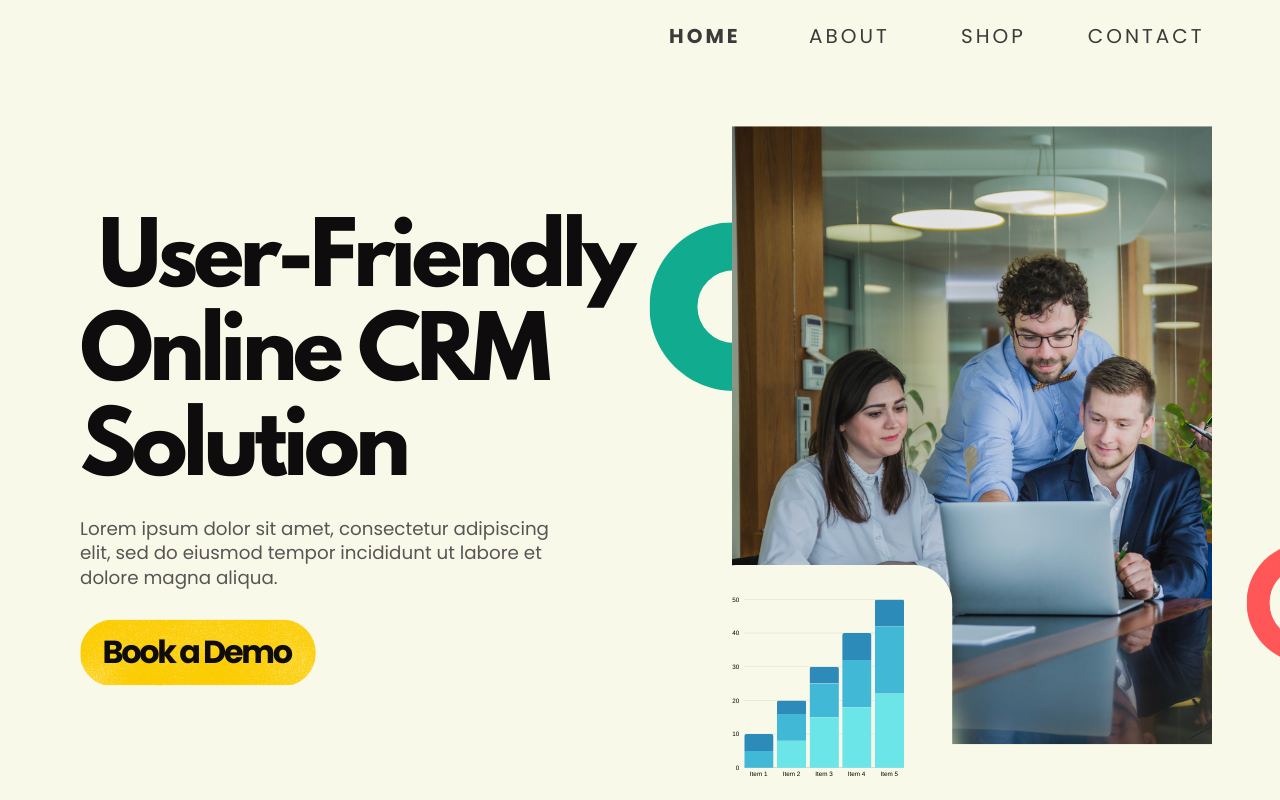 HOME ABOUT SHOP CONTACT
User-Friendly
Online CRM
Solution
Lorem ipsum dolor sit amet, consectetur adipiscing
elit, sed do eiusmod tempor incididunt ut labore et
dolore magna aliqua.
Book a Demo
50
40
30
20
10
0
Item 1 Item 2 Item 3 Item 4 Item 5